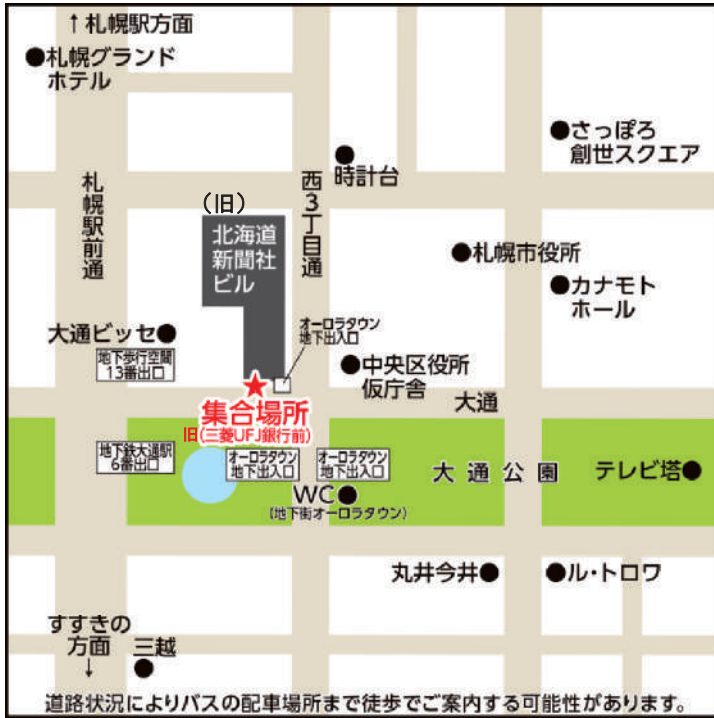 ↑札幌駅方面
●札幌グランド
ホテル
●さっぽろ
創世スクエア
時計台
札幌駅前通
西3丁目通
(旧)
北海道
新聞社
ビル
●札幌市役所
●カナモト
ホール
大通ビッセ●
地下歩行空間
13番出口
オーロラタウン
地下出入口
●中央区役所
仮庁舎
★
集合場所
旧(三菱UFJ銀行前)
大通
地下鉄大通駅
6番出口
オーロラタウン
地下出入口
オーロラタウン
地下出入口
大通公園
テレビ塔●
WC●
(地下街オーロラタウン)
丸井今井●
●ル・トロワ
すすきの
方面
↓
三越
道路状況によりバスの配車場所まで徒歩でご案内する可能性があります。